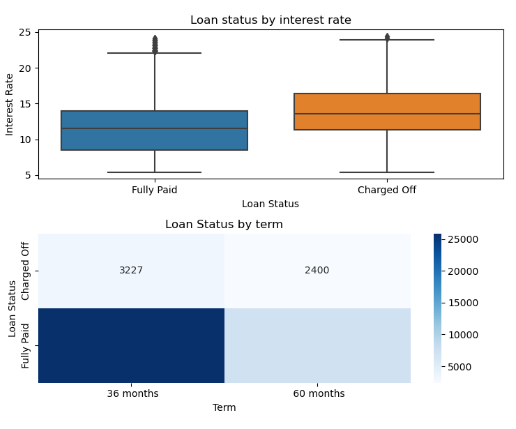 Loan status by interest rate
25
20
15
10
5
Interest Rate
Fully Paid
Charged Off
Loan Status
Loan Status by term
Charged Off
Fully Paid
Loan Status
3227
2400
36 months
60 months
Term
25000
20000
15000
10000
5000